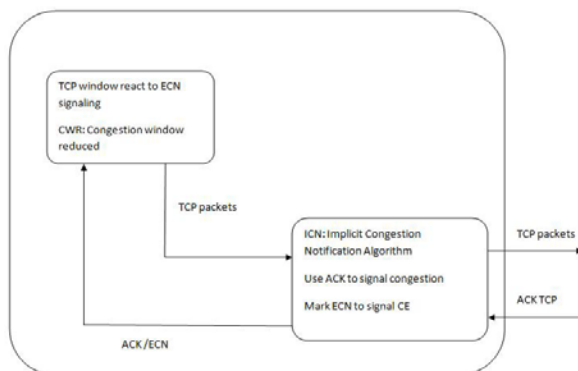 TCP window react to ECN
signaling
CWR: Congestion window
reduced
TCP packets
ICN: Implicit Congestion
Notification Algorithm
Use ACK to signal congestion
Mark ECN to signal CE
TCP packets
ACK TCP
ACK/ECN